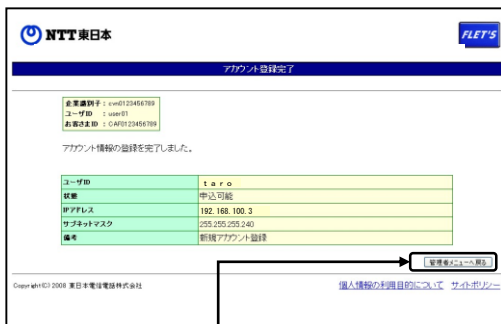 NTT東日本
FLET'S
アカウント登録完了
企業識別子：cvn0123456789
ユーザID ：user01
お客さまID ：CAF0123456789
アカウント情報の登録を完了しました。
ユーザID taro
状態 申込可能
IPアドレス 192.168.100.3
サブネットマスク 255.255.255.240
備考 新規アカウント登録
管理者メニューへ戻る
Copyright(C) 2008 東日本電信電話株式会社 個人情報の利用目的について サイトポリシー